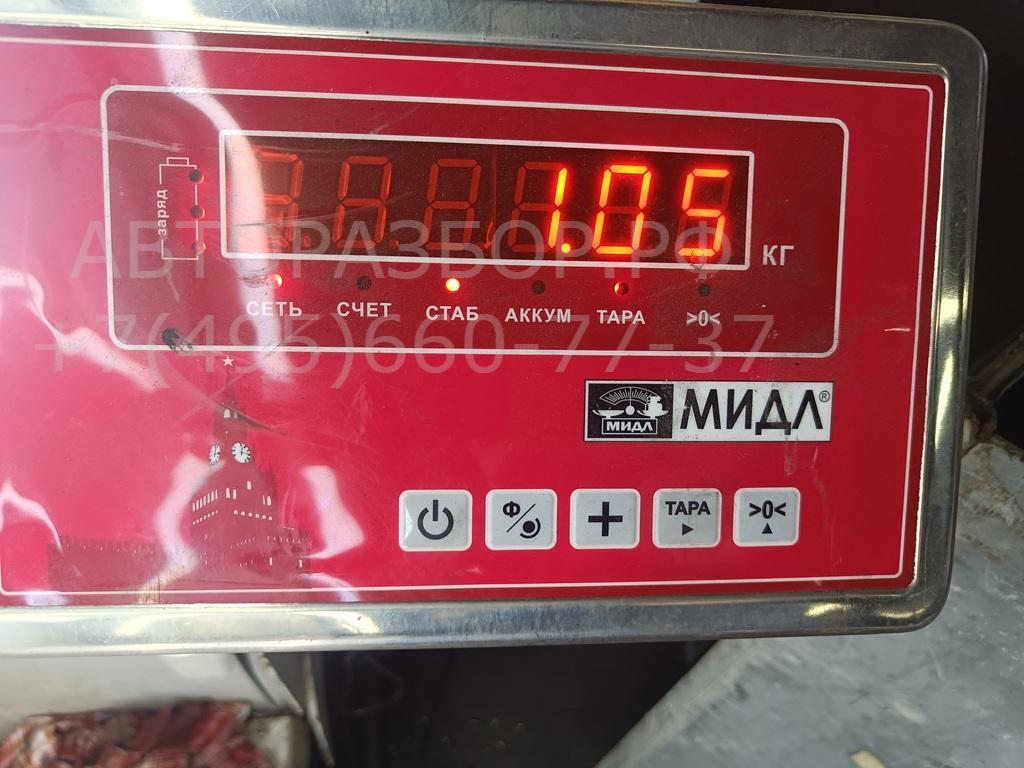 заряд
1.05
КГ
АВТОРАЗБОР.РФ
СЕТЬ СЧЕТ СТАБ АККУМ ТАРА >0<
+7(495)660-77-37
МИДЛ МИДЛ®
Ф + ТАРА >0<